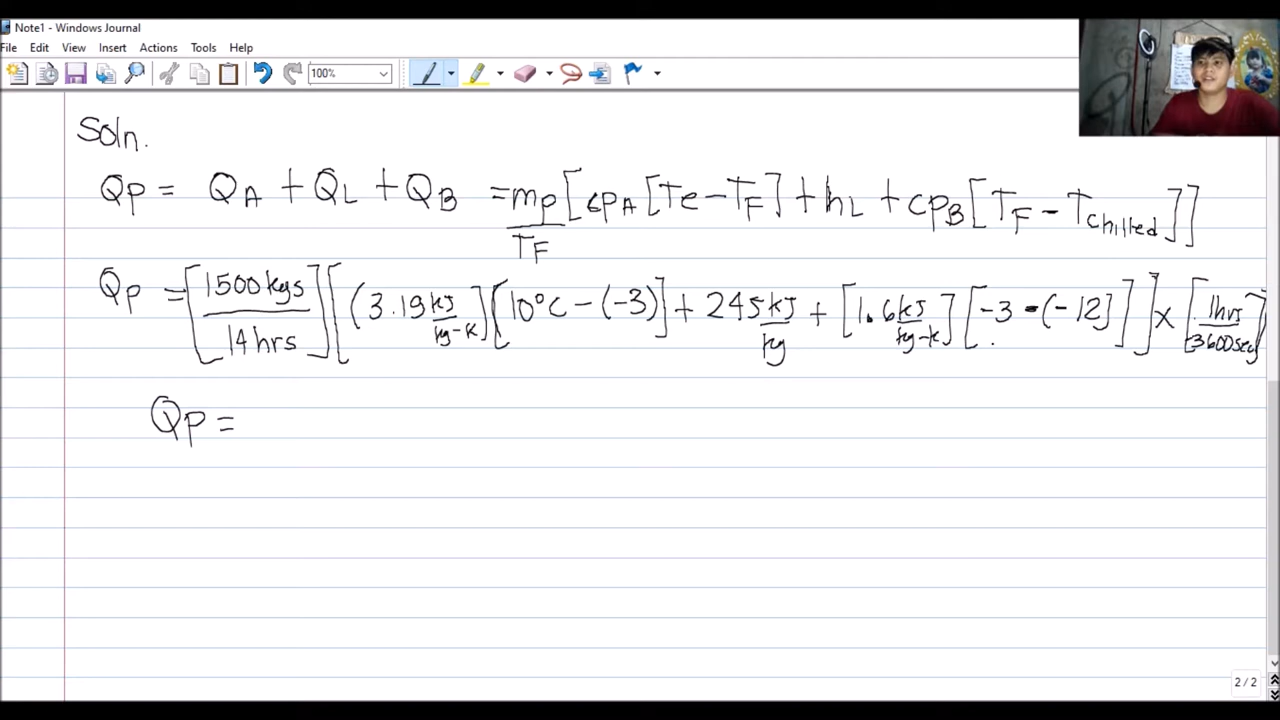 Note1 - Windows Journal
File Edit View Insert Actions Tools Help
100%
Soln.
Qp = QA + QL + QB = mp/TF [cpA [Te - TF] + hL + cpB [TF - Tchilled]]
Qp = [1500 kgs / 14 hrs] [(3.19 kJ/kg-k] [10°C - (-3)] + 245 kJ/kg + [1.6 kJ/kg-k] [-3 - (-12]] ] x [1hrs / 3600sec]
Qp =
2 / 2